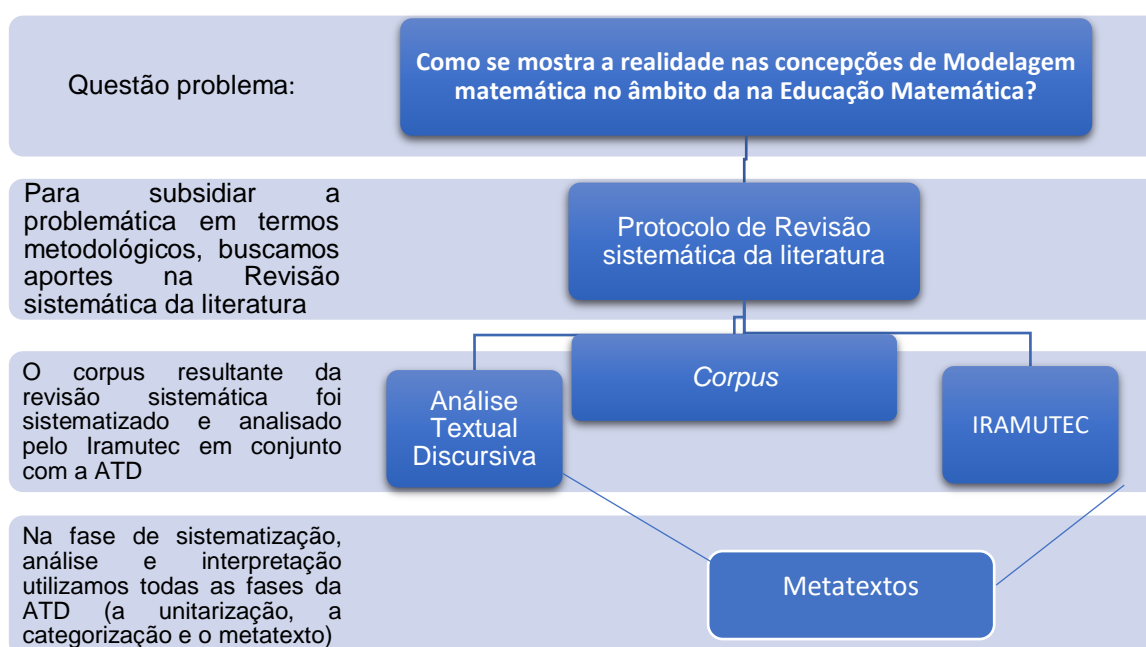 Questão problema:
Como se mostra a realidade nas concepções de Modelagem
matemática no âmbito da na Educação Matemática?
Para subsidiar a
problemática em termos
metodológicos, buscamos
aportes na Revisão
sistemática da literatura
Protocolo de Revisão
sistemática da literatura
O corpus resultante da
revisão sistemática foi
sistematizado e analisado
pelo Iramutec em conjunto
com a ATD
Análise
Textual
Discursiva
Corpus
IRAMUTEC
Na fase de sistematização,
análise e interpretação
utilizamos todas as fases da
ATD (a unitarização, a
categorização e o metatexto)
Metatextos